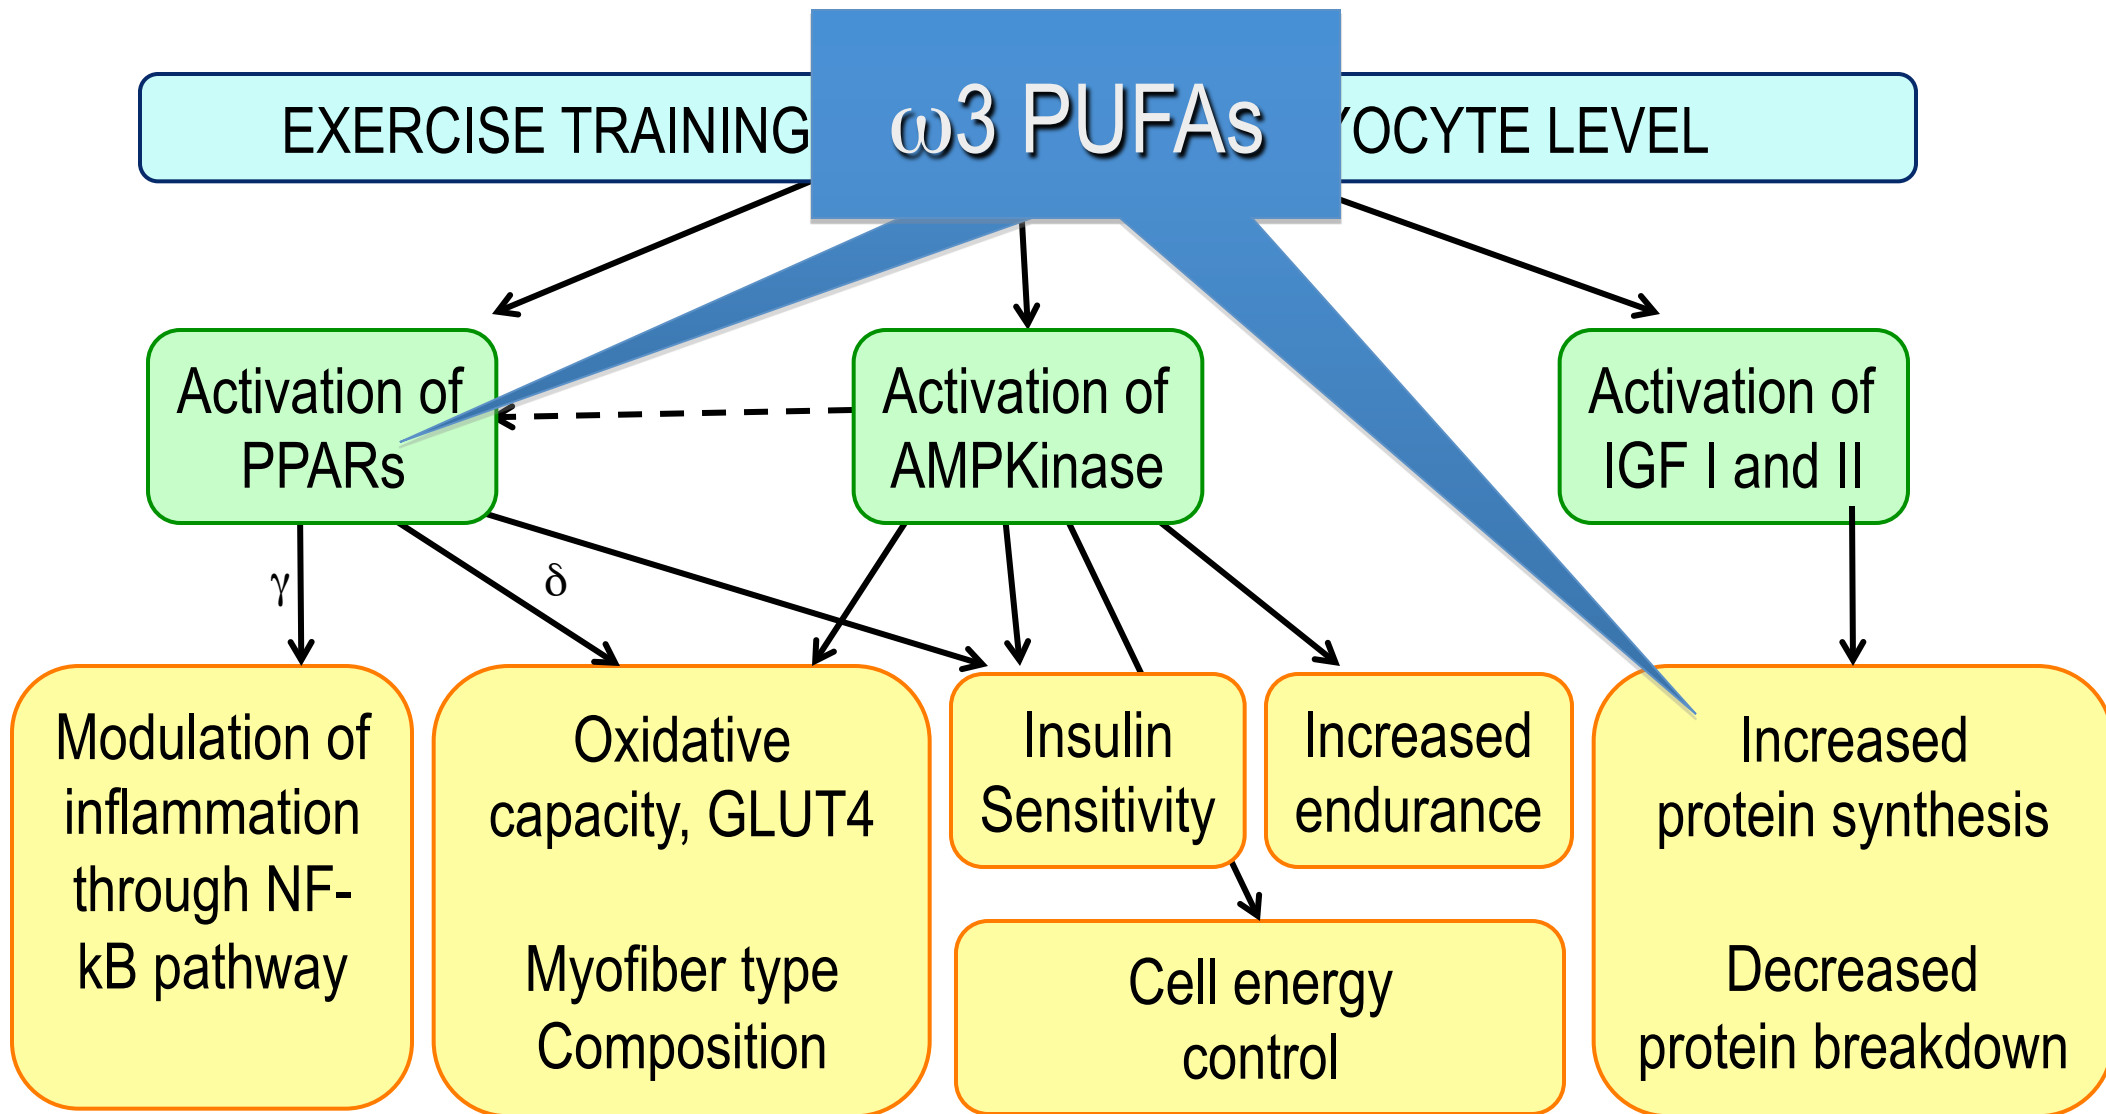 ω3 PUFAs
EXERCISE TRAINING
YOCYTE LEVEL
Activation of
PPARs
Activation of
AMPKinase
Activation of
IGF I and II
γ
δ
Modulation of
inflammation
through NF-
kB pathway
Oxidative
capacity, GLUT4
Myofiber type
Composition
Insulin
Sensitivity
Increased
endurance
Cell energy
control
Increased
protein synthesis
Decreased
protein breakdown